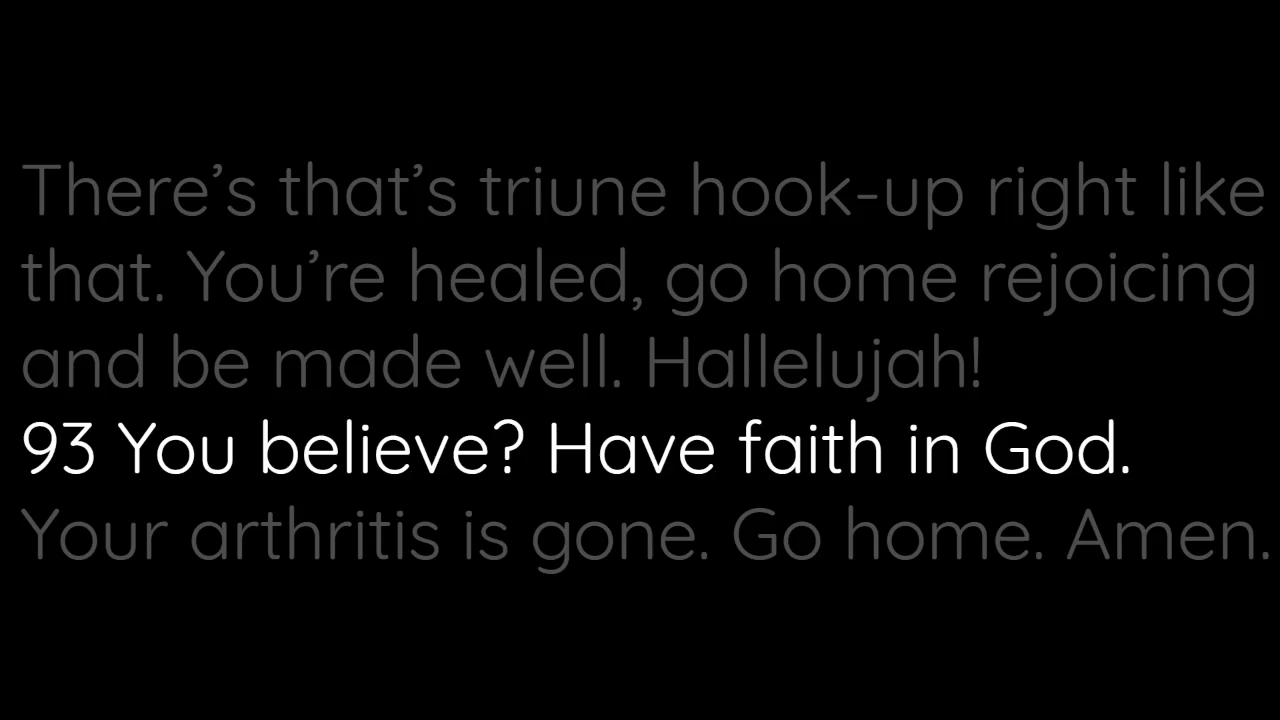 There’s that’s triune hook-up right like
that. You’re healed, go home rejoicing
and be made well. Hallelujah!
93 You believe? Have faith in God.
Your arthritis is gone. Go home. Amen.